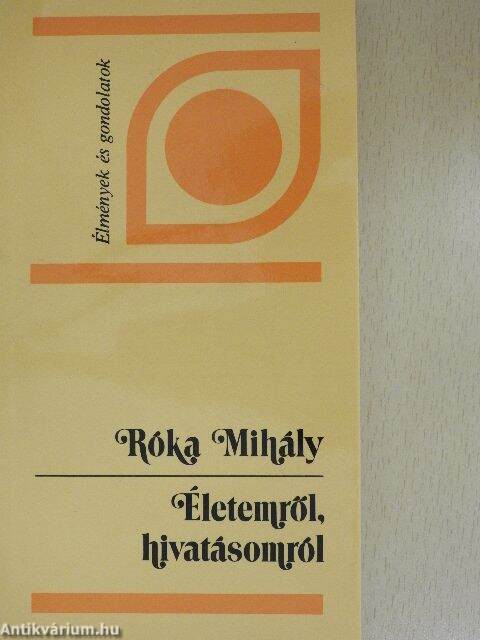 Élmények és gondolatok
Róka Mihály
Életemről,
hivatásomról
Antikvárium.hu